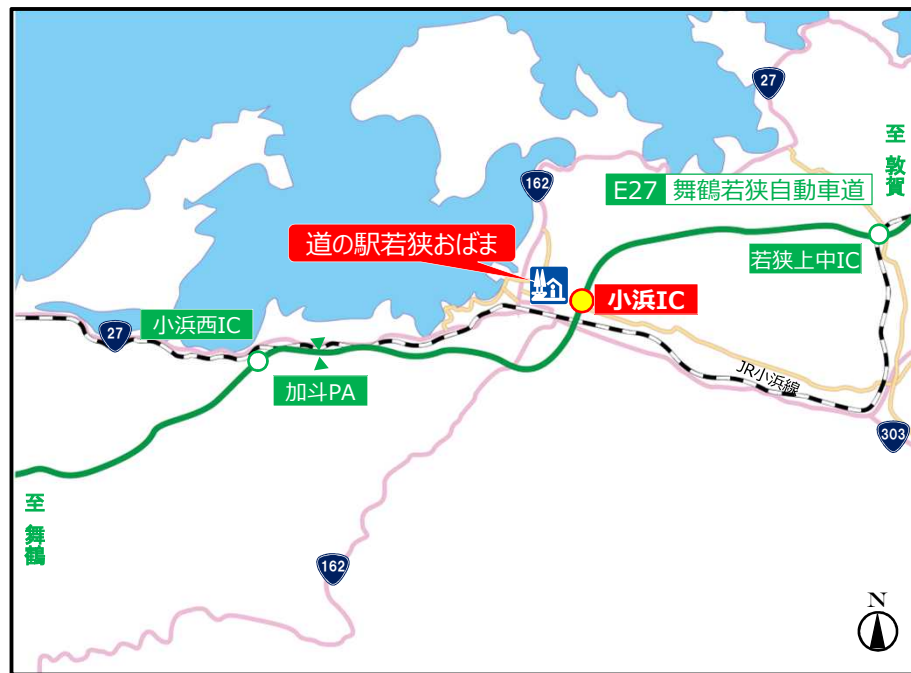 27
至 敦賀
162
E27 舞鶴若狭自動車道
道の駅若狭おばま
若狭上中IC
小浜IC
小浜西IC
27
加斗PA
JR小浜線
303
至 舞鶴
162
N